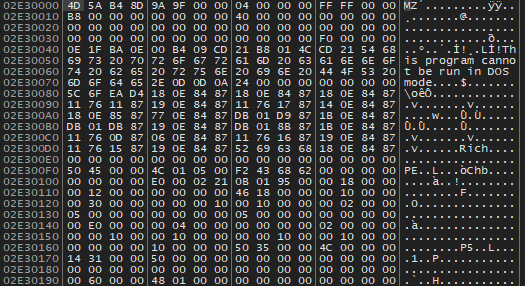 02E30000 4D 5A B4 8D 9A 9F 00 00 04 00 00 00 FF FF 00 00 MZ´.........ÿÿ..
02E30010 B8 00 00 00 00 00 00 00 40 00 00 00 00 00 00 00 ¸.......@.......
02E30020 00 00 00 00 00 00 00 00 00 00 00 00 00 00 00 00 ................
02E30030 00 00 00 00 00 00 00 00 00 00 00 00 F0 00 00 00 ............ð...
02E30040 0E 1F BA 0E 00 B4 09 CD 21 B8 01 4C CD 21 54 68 ..º..´.Í!¸.LÍ!Th
02E30050 69 73 20 70 72 6F 67 72 61 6D 20 63 61 6E 6E 6F is program canno
02E30060 74 20 62 65 20 72 75 6E 20 69 6E 20 44 4F 53 20 t be run in DOS
02E30070 6D 6F 64 65 2E 0D 0D 0A 24 00 00 00 00 00 00 00 mode....$.......
02E30080 5C 6F EA D4 18 0E 84 87 18 0E 84 87 18 0E 84 87 \oêÔ............
02E30090 11 76 11 87 19 0E 84 87 11 76 17 87 14 0E 84 87 .v.......v......
02E300A0 18 0E 85 87 77 0E 84 87 DB 01 D9 87 1B 0E 84 87 ....w...Û.Ù.....
02E300B0 DB 01 DB 87 19 0E 84 87 DB 01 8B 87 1B 0E 84 87 Û.Û.....Û.......
02E300C0 11 76 0D 87 06 0E 84 87 11 76 16 87 19 0E 84 87 .v.......v......
02E300D0 11 76 15 87 19 0E 84 87 52 69 63 68 18 0E 84 87 .v......Rich....
02E300E0 00 00 00 00 00 00 00 00 00 00 00 00 00 00 00 00 ................
02E300F0 50 45 00 00 4C 01 05 00 F2 43 68 62 00 00 00 00 PE..L...òChb....
02E30100 00 00 00 00 E0 00 02 21 0B 01 95 00 00 18 00 00 ....à..!........
02E30110 00 12 00 00 00 00 00 00 46 18 00 00 00 10 00 00 ........F.......
02E30120 00 30 00 00 00 00 00 10 00 10 00 00 00 02 00 00 .0..............
02E30130 05 00 00 00 00 00 00 00 05 00 00 00 00 00 00 00 ................
02E30140 00 E0 00 00 00 04 00 00 00 00 00 00 02 00 00 00 .à..............
02E30150 00 00 10 00 00 10 00 00 00 00 10 00 00 10 00 00 ................
02E30160 00 00 00 00 10 00 00 00 50 35 00 00 4C 00 00 00 ........P5..L...
02E30170 14 31 00 00 50 00 00 00 00 00 00 00 00 00 00 00 .1..P...........
02E30180 00 00 00 00 00 00 00 00 00 00 00 00 00 00 00 00 ................
02E30190 00 60 00 00 48 01 00 00 00 00 00 00 00 00 00 00 .`..H...........